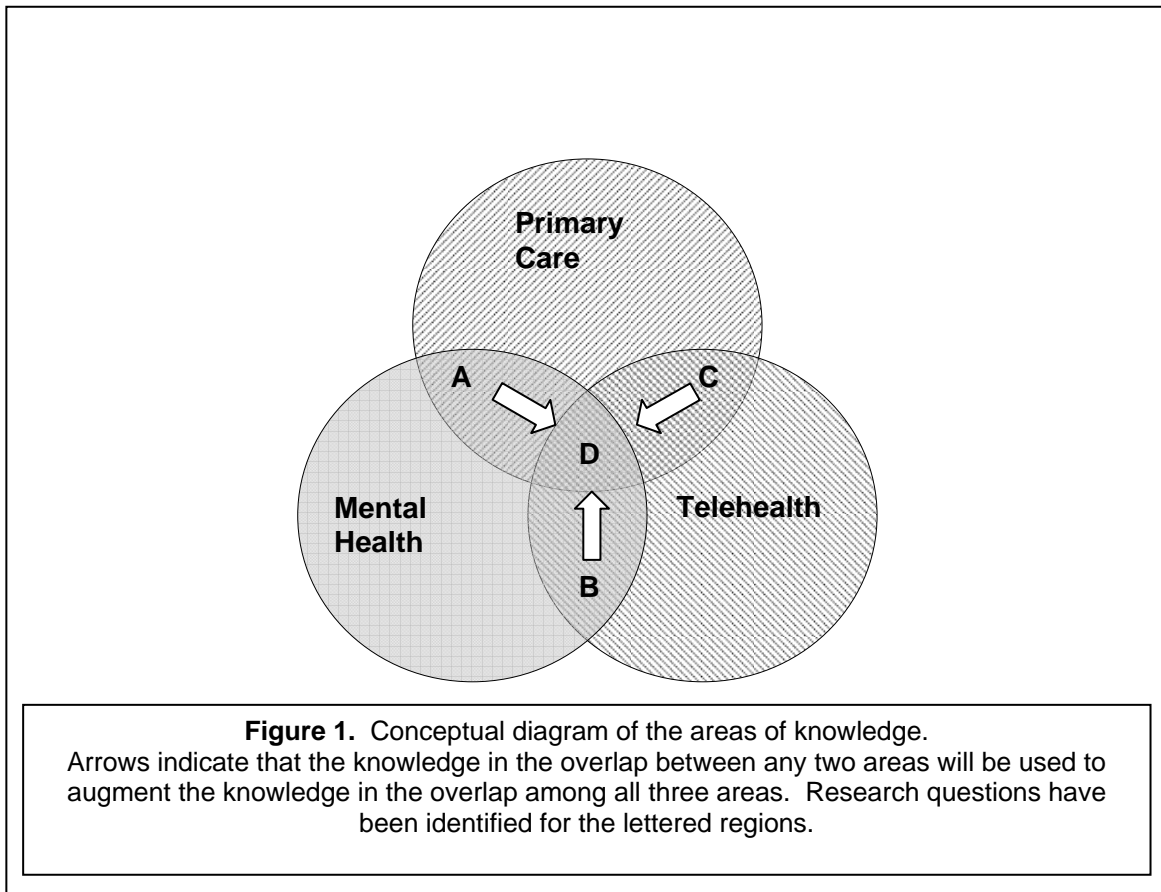 Primary
Care
A
C
D
Mental
Health
Telehealth
B
Figure 1. Conceptual diagram of the areas of knowledge.
Arrows indicate that the knowledge in the overlap between any two areas will be used to
augment the knowledge in the overlap among all three areas. Research questions have
been identified for the lettered regions.